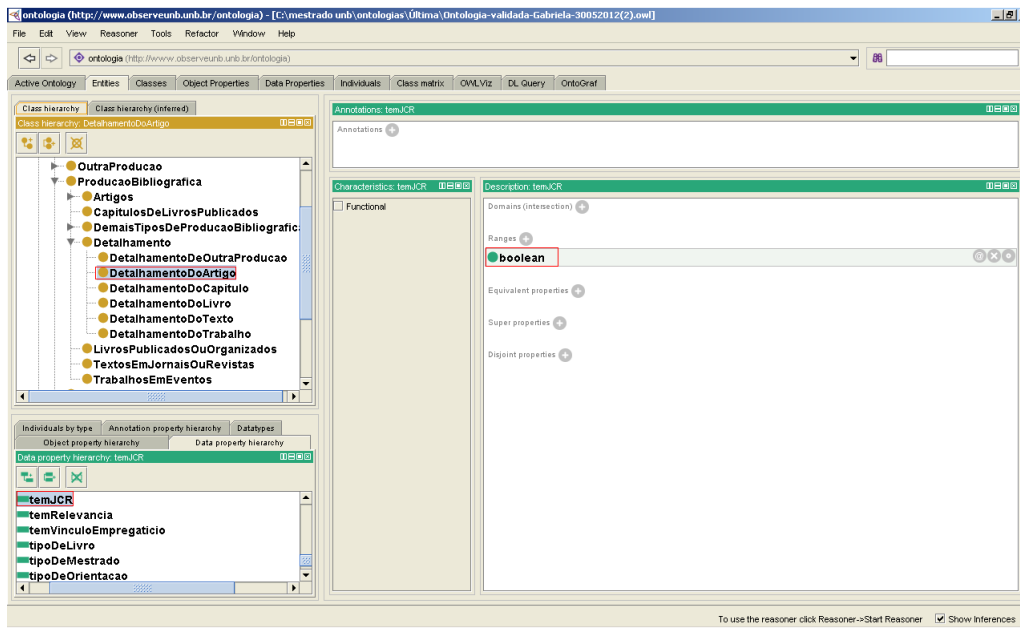 ontologia (http://www.observeunb.unb.br/ontologia) - [C:\mestrado unb\ontologias\Última\Ontologia-validada-Gabriela-30052012(2).owl]
File Edit View Reasoner Tools Refactor Window Help
ontologia (http://www.observeunb.unb.br/ontologia)
Active Ontology Entities Classes Object Properties Data Properties Individuals Class matrix OWLViz DL Query OntoGraf
Class hierarchy Class hierarchy (inferred)
Class hierarchy: DetalhamentoDoArtigo
OutraProducao
ProducaoBibliografica
Artigos
CapitulosDeLivrosPublicados
DemaisTiposDeProducaoBibliografic
Detalhamento
DetalhamentoDeOutraProducao
DetalhamentoDoArtigo
DetalhamentoDoCapitulo
DetalhamentoDoLivro
DetalhamentoDoTexto
DetalhamentoDoTrabalho
LivrosPublicadosOuOrganizados
TextosEmJornaisOuRevistas
TrabalhosEmEventos
Individuals by type Annotation property hierarchy Datatypes
Object property hierarchy Data property hierarchy
Data property hierarchy: temJCR
temJCR
temRelevancia
temVinculoEmpregaticio
tipoDeLivro
tipoDeMestrado
tipoDeOrientacao
Annotations: temJCR
Annotations
Characteristics: temJCR
Functional
Description: temJCR
Domains (intersection)
Ranges
boolean
Equivalent properties
Super properties
Disjoint properties
To use the reasoner click Reasoner->Start Reasoner Show Inferences